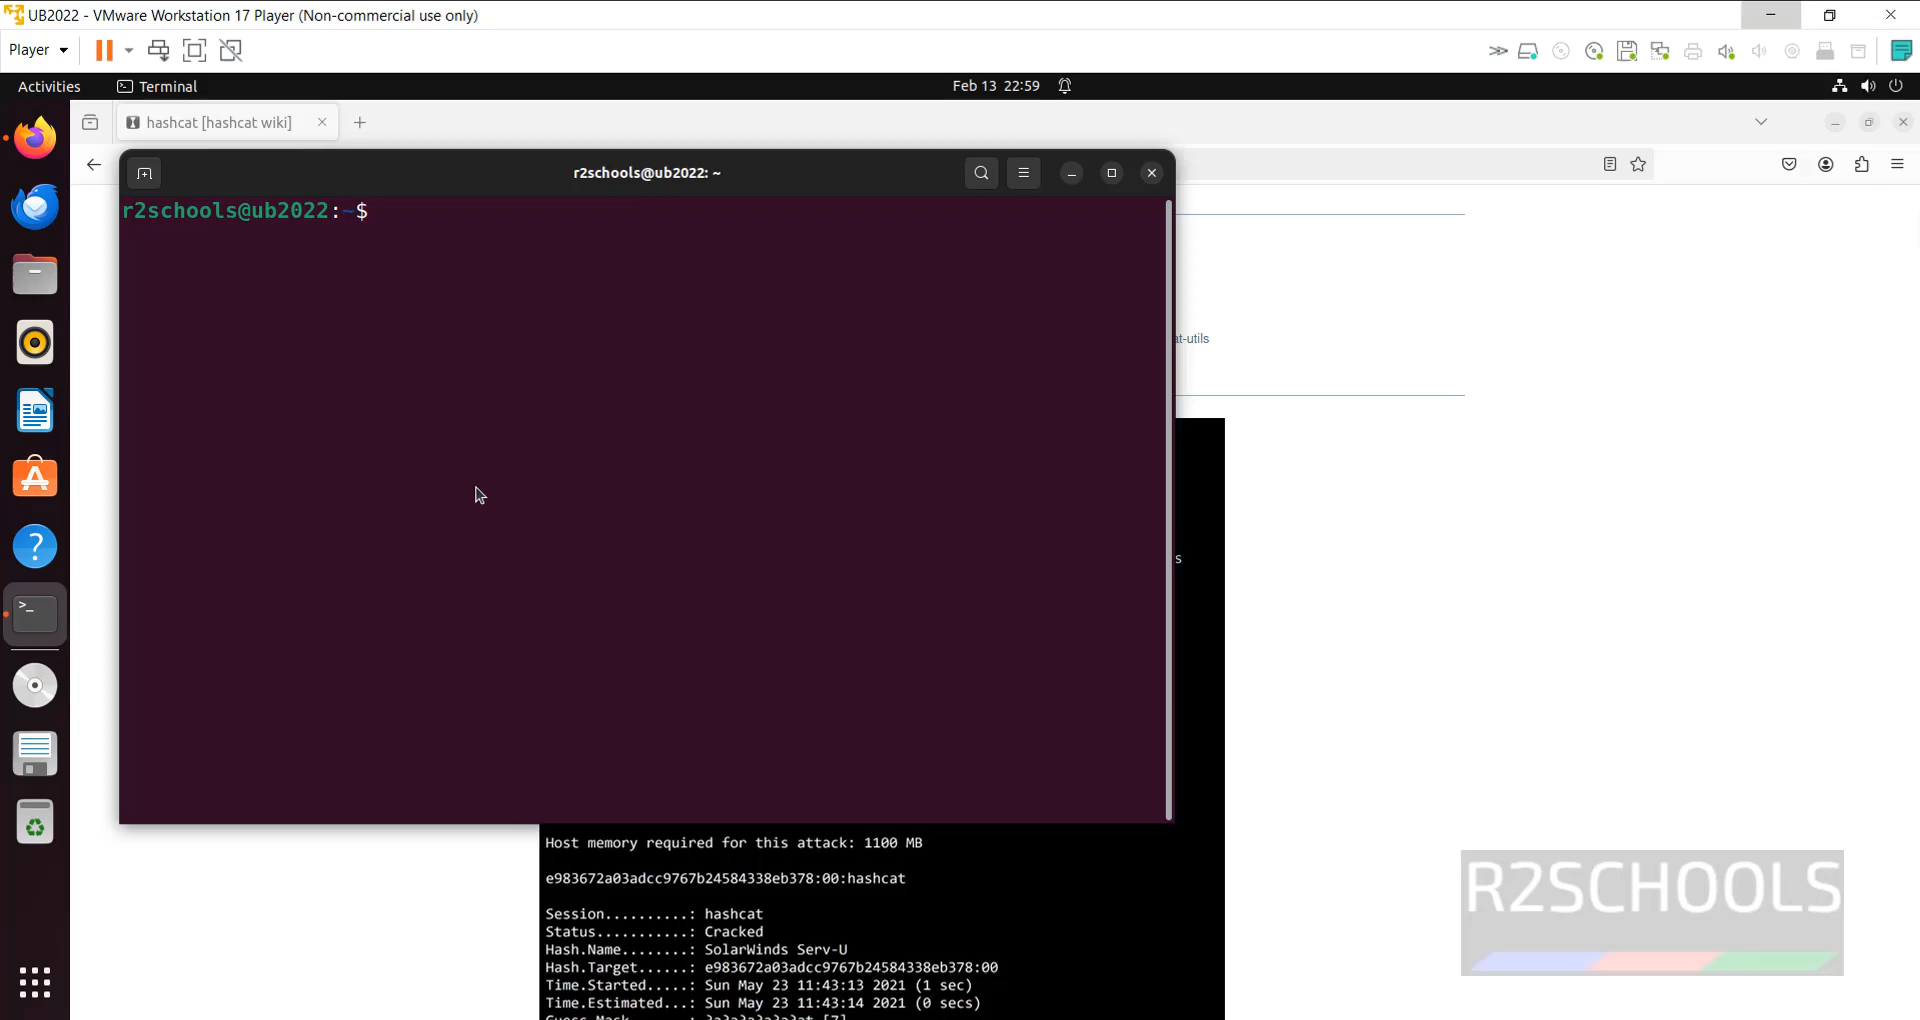 UB2022 - VMware Workstation 17 Player (Non-commercial use only)
Player
Activities
Terminal
Feb 13 22:59
hashcat [hashcat wiki]
r2schools@ub2022: ~
r2schools@ub2022:~$
at-utils
s
Host memory required for this attack: 1100 MB
e983672a03adcc9767b24584338eb378:00:hashcat
Session..........: hashcat
Status...........: Cracked
Hash.Name........: SolarWinds Serv-U
Hash.Target......: e983672a03adcc9767b24584338eb378:00
Time.Started.....: Sun May 23 11:43:13 2021 (1 sec)
Time.Estimated...: Sun May 23 11:43:14 2021 (0 secs)
R2SCHOOLS